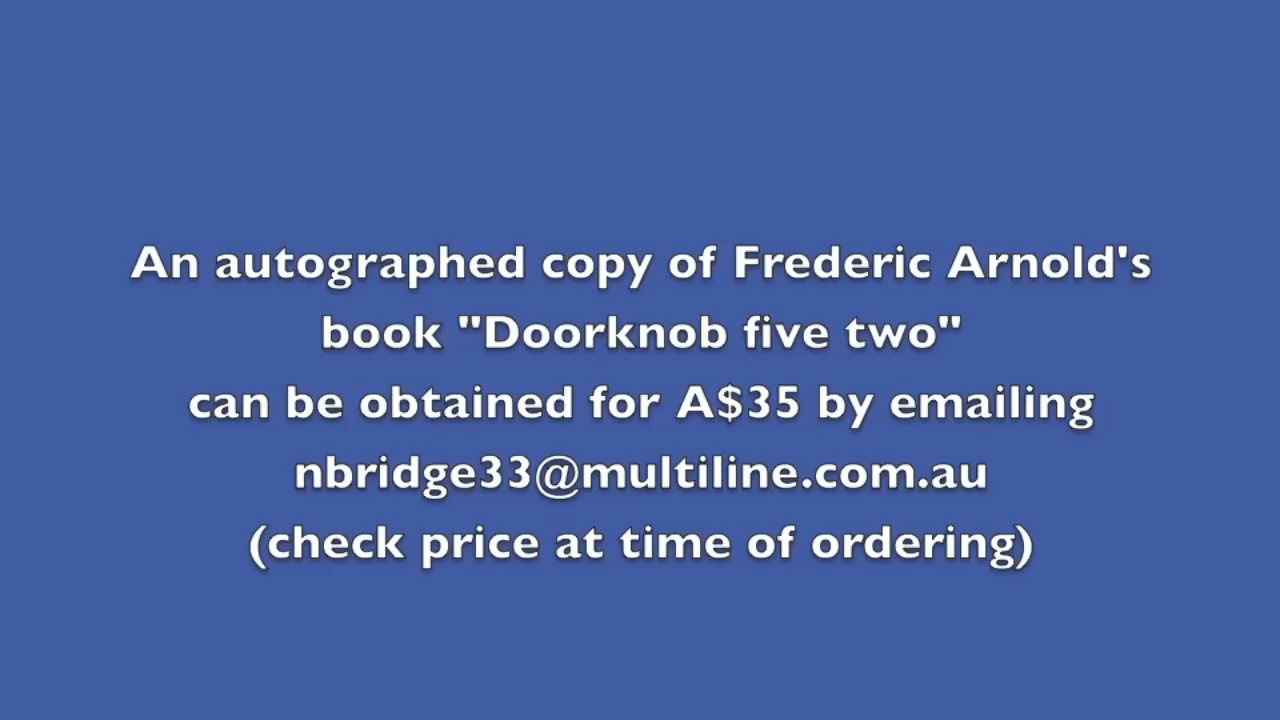 An autographed copy of Frederic Arnold's
book "Doorknob five two"
can be obtained for A$35 by emailing
nbridge33@multiline.com.au
(check price at time of ordering)